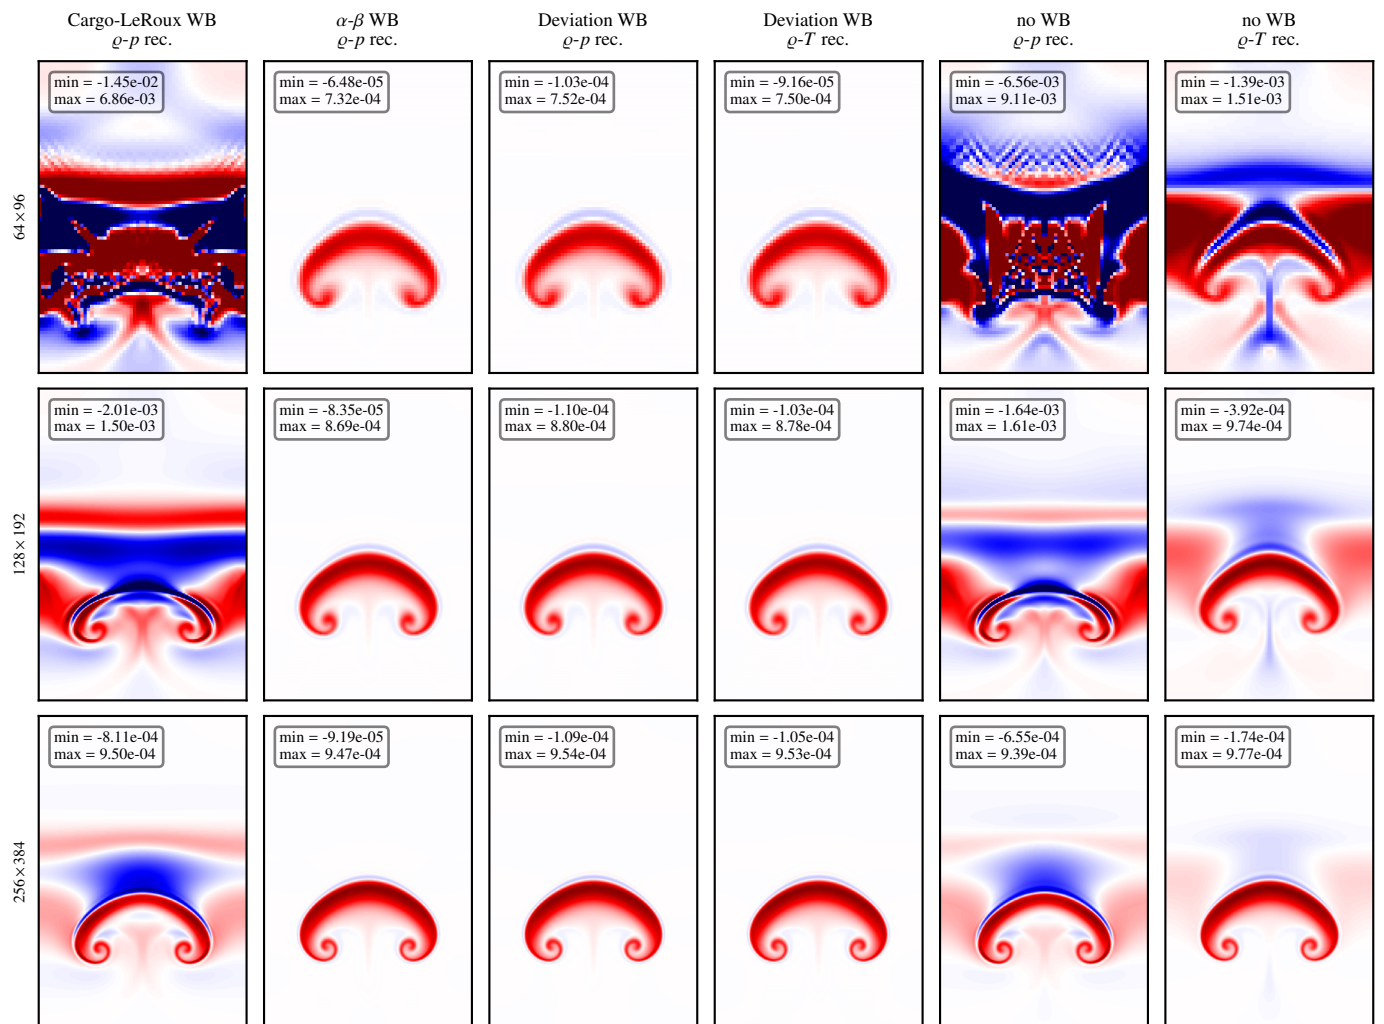 Cargo-LeRoux WB
ϱ-p rec.
α-β WB
ϱ-p rec.
Deviation WB
ϱ-p rec.
Deviation WB
ϱ-T rec.
no WB
ϱ-p rec.
no WB
ϱ-T rec.
64×96
min = -1.45e-02
max = 6.86e-03
min = -6.48e-05
max = 7.32e-04
min = -1.03e-04
max = 7.52e-04
min = -9.16e-05
max = 7.50e-04
min = -6.56e-03
max = 9.11e-03
min = -1.39e-03
max = 1.51e-03
128×192
min = -2.01e-03
max = 1.50e-03
min = -8.35e-05
max = 8.69e-04
min = -1.10e-04
max = 8.80e-04
min = -1.03e-04
max = 8.78e-04
min = -1.64e-03
max = 1.61e-03
min = -3.92e-04
max = 9.74e-04
256×384
min = -8.11e-04
max = 9.50e-04
min = -9.19e-05
max = 9.47e-04
min = -1.09e-04
max = 9.54e-04
min = -1.05e-04
max = 9.53e-04
min = -6.55e-04
max = 9.39e-04
min = -1.74e-04
max = 9.77e-04